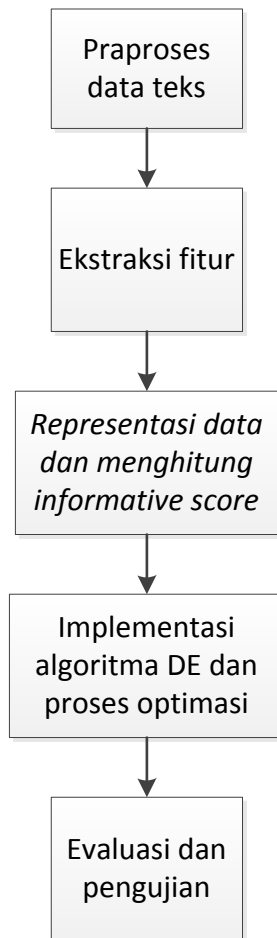 Praproses
data teks
Ekstraksi fitur
Representasi data
dan menghitung
informative score
Implementasi
algoritma DE dan
proses optimasi
Evaluasi dan
pengujian